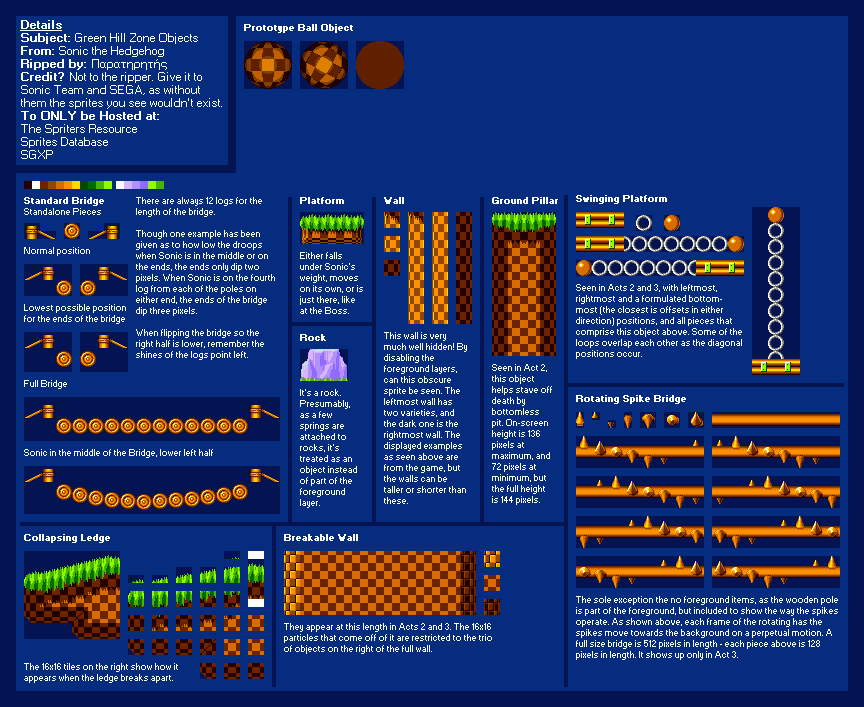 Details
Subject: Green Hill Zone Objects
From: Sonic the Hedgehog
Ripped by: Παρατηρητής
Credit? Not to the ripper. Give it to
Sonic Team and SEGA, as without
them the sprites you see wouldn't exist.
To ONLY be Hosted at:
The Spriters Resource
Sprites Database
SGXP
Prototype Ball Object
Standard Bridge
Standalone Pieces
Normal position
Lowest possible position
for the ends of the bridge
There are always 12 logs for the
length of the bridge.
Though one example has been
given as to how low the droops
when Sonic is in the middle or on
the ends, the ends only dip two
pixels. When Sonic is on the fourth
log from each of the poles on
either end, the ends of the bridge
dip three pixels.
When flipping the bridge so the
right half is lower, remember the
shines of the logs point left.
Full Bridge
Sonic in the middle of the Bridge, lower left half
Platform
Either falls
under Sonic's
weight, moves
on its own, or is
just there, like
at the Boss.
Rock
It's a rock.
Presumably,
as a few
springs are
attached to
rocks, it's
treated as an
object instead
of part of the
foreground
layer.
Wall
This wall is very
much well hidden! By
disabling the
foreground layers,
can this obscure
sprite be seen. The
leftmost wall has
two varieties, and
the dark one is the
rightmost wall. The
displayed examples
as seen above are
from the game, but
the walls can be
taller or shorter than
these.
Ground Pillar
Seen in Act 2,
this object
helps stave off
death by
bottomless
pit. On-screen
height is 136
pixels at
maximum, and
72 pixels at
minimum, but
the full height
is 144 pixels.
Swinging Platform
Seen in Acts 2 and 3, with leftmost,
rightmost and a formulated bottom-
most (the closest is offsets in either
direction) positions, and all pieces that
comprise this object above. Some of the
loops overlap each other as the diagonal
positions occur.
Rotating Spike Bridge
The sole exception the no foreground items, as the wooden pole
is part of the foreground, but included to show the way the spikes
operate. As shown above, each frame of the rotating has the
spikes move towards the background on a perpetual motion. A
full size bridge is 512 pixels in length - each piece above is 128
pixels in length. It shows up only in Act 3.
Collapsing Ledge
The 16x16 tiles on the right show how it
appears when the ledge breaks apart.
Breakable Wall
They appear at this length in Acts 2 and 3. The 16x16
particles that come off of it are restricted to the trio
of objects on the right of the full wall.